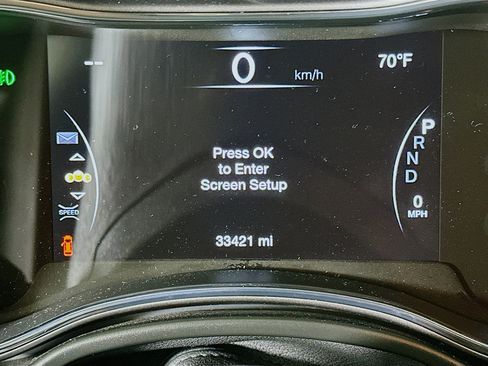 -- 0 km/h 70°F
P
R
N
D
Press OK
to Enter
Screen Setup
SPEED
0
MPH
33421 mi